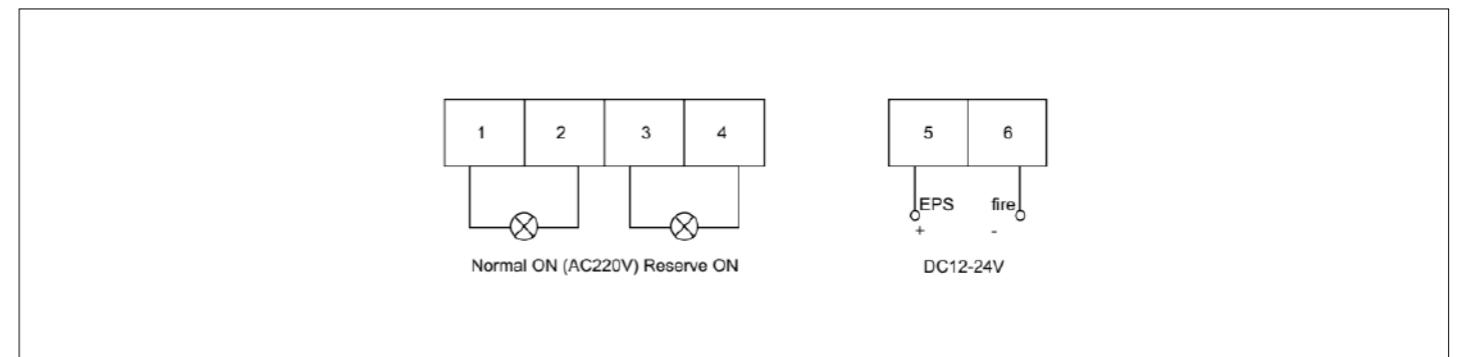 1 2 3 4 5 6
EPS fire
+ -
Normal ON (AC220V) Reserve ON DC12-24V